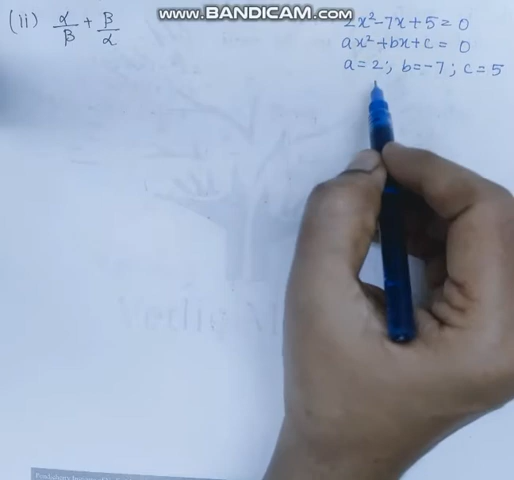 www.BANDICAM.com
(ii) α/β + β/α
2x²-7x+5=0
ax²+bx+c=0
a=2; b=-7; c=5